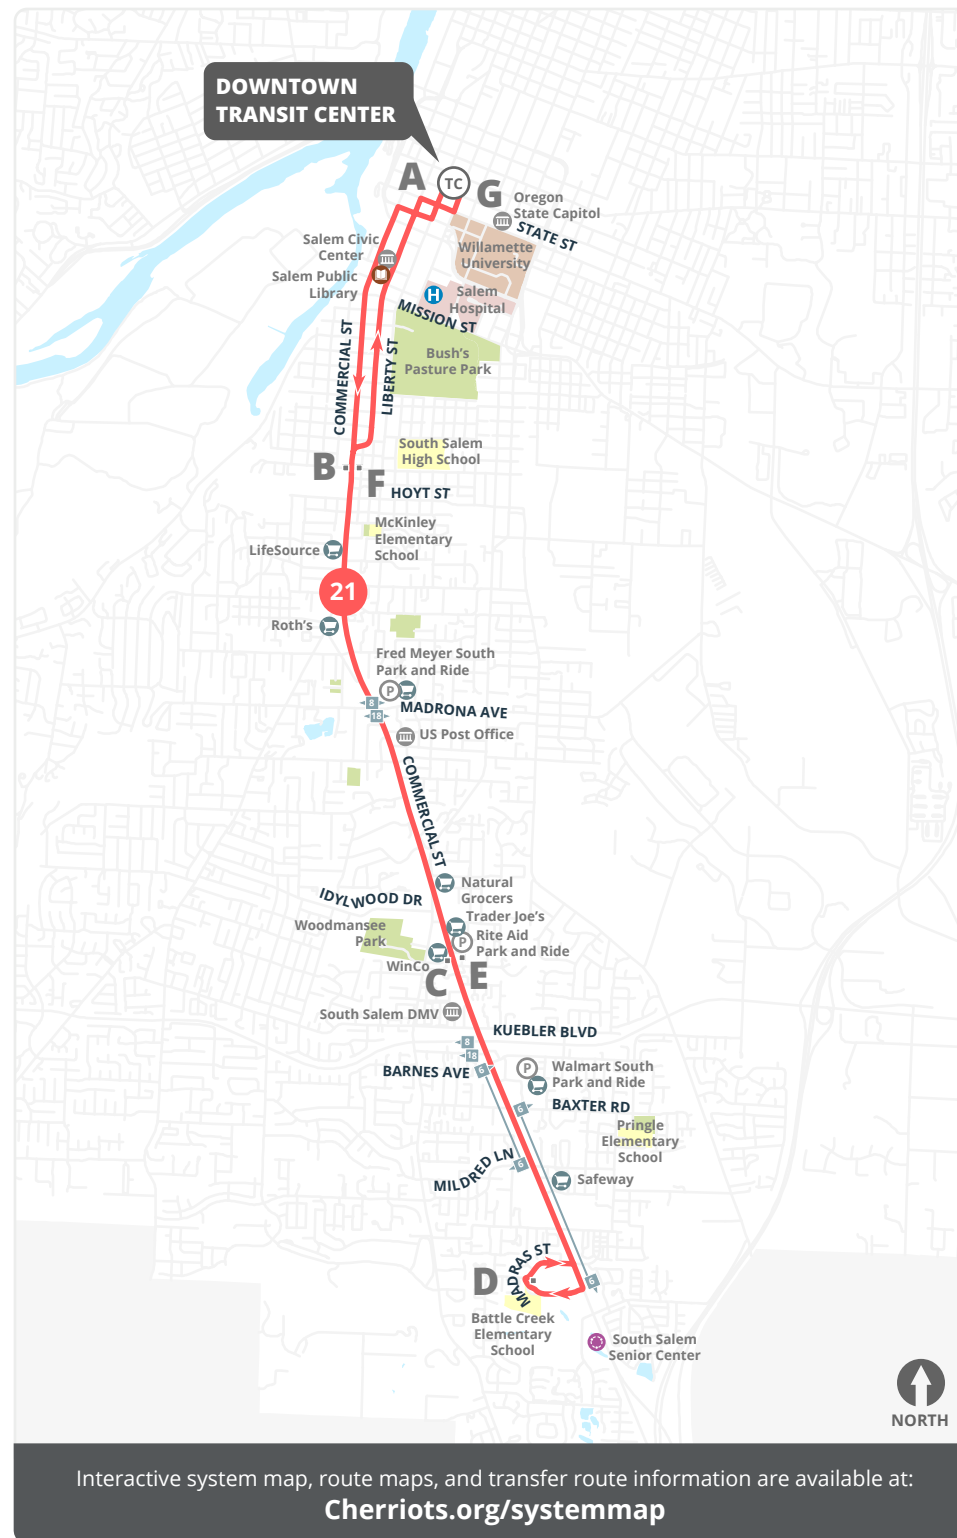 DOWNTOWN
TRANSIT CENTER
A
TC
G
Oregon
State Capitol
STATE ST
Salem Civic
Center
Willamette
University
Salem Public
Library
H
Salem
Hospital
MISSION ST
COMMERCIAL ST
LIBERTY ST
Bush's
Pasture Park
South Salem
High School
B
F
HOYT ST
McKinley
Elementary
School
LifeSource
21
Roth's
Fred Meyer South
Park and Ride
P
8
18
MADRONA AVE
US Post Office
COMMERCIAL ST
Natural
Grocers
IDYLWOOD DR
Trader Joe's
Woodmansee
Park
P
Rite Aid
Park and Ride
WinCo
C
E
South Salem DMV
KUEBLER BLVD
8
18
BARNES AVE
6
P
Walmart South
Park and Ride
6
BAXTER RD
Pringle
Elementary
School
MILDRED LN
6
Safeway
MADRAS ST
D
6
Battle Creek
Elementary
School
South Salem
Senior Center
NORTH
Interactive system map, route maps, and transfer route information are available at:
Cherriots.org/systemmap